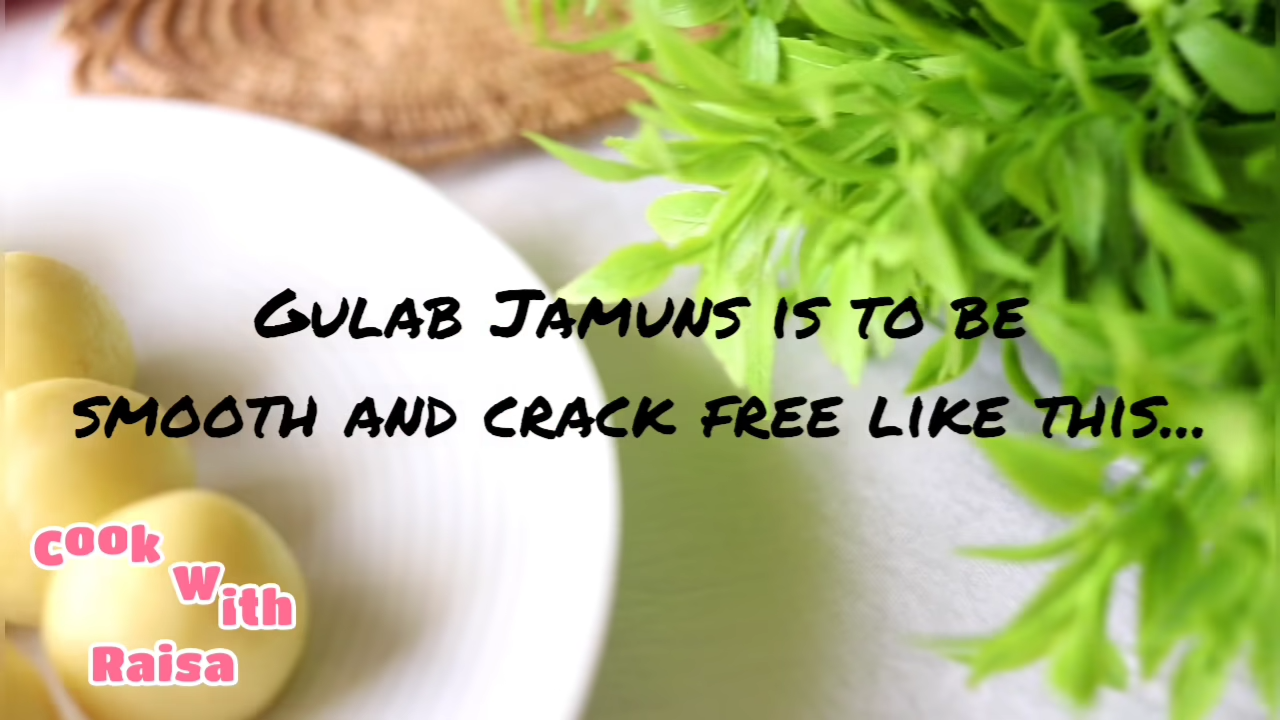 Gulab Jamuns is to be
smooth and crack free like this...
Cook
With
Raisa